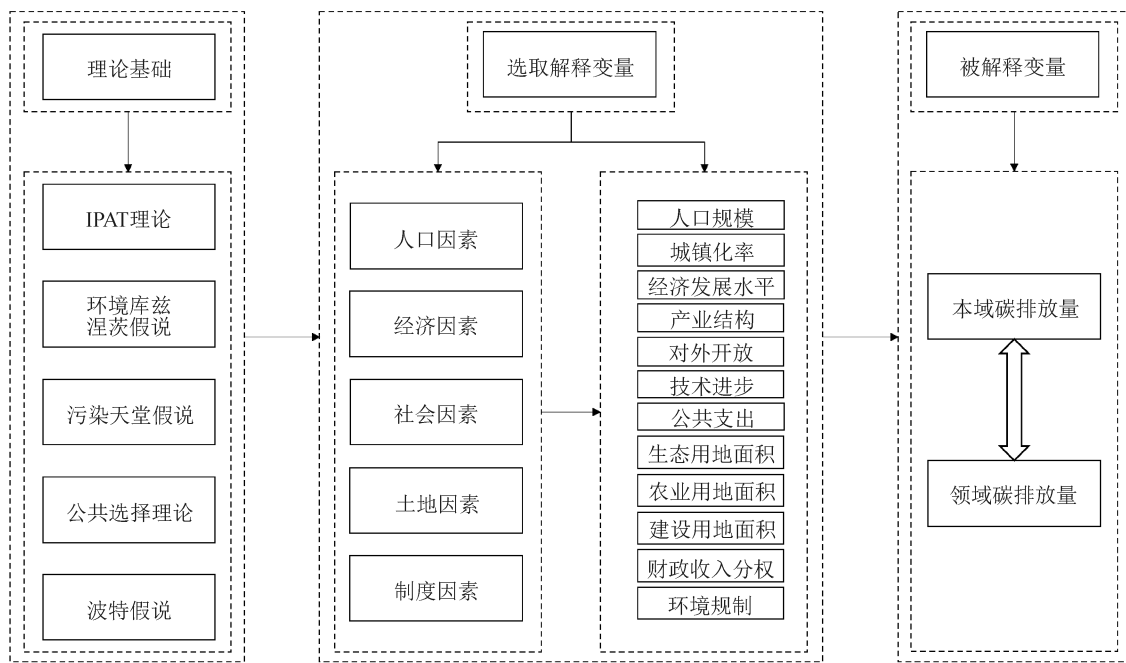 理论基础
IPAT理论
环境库兹
涅茨假说
污染天堂假说
公共选择理论
波特假说
选取解释变量
人口因素
经济因素
社会因素
土地因素
制度因素
人口规模
城镇化率
经济发展水平
产业结构
对外开放
技术进步
公共支出
生态用地面积
农业用地面积
建设用地面积
财政收入分权
环境规制
被解释变量
本域碳排放量
领域碳排放量